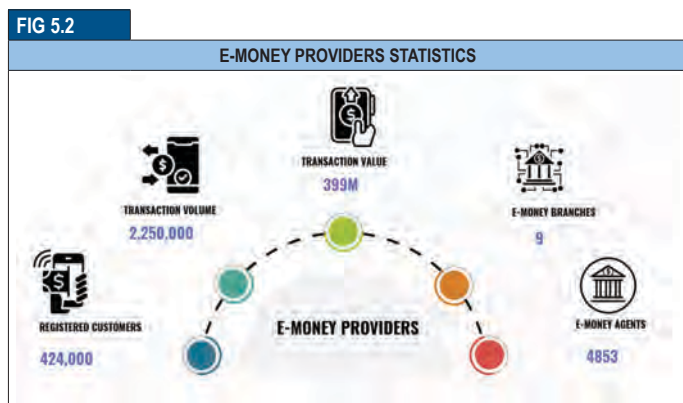 FIG 5.2
E-MONEY PROVIDERS STATISTICS
TRANSACTION VALUE
399M
TRANSACTION VOLUME
2,250,000
E-MONEY BRANCHES
9
REGISTERED CUSTOMERS
424,000
E-MONEY PROVIDERS
E-MONEY AGENTS
4853